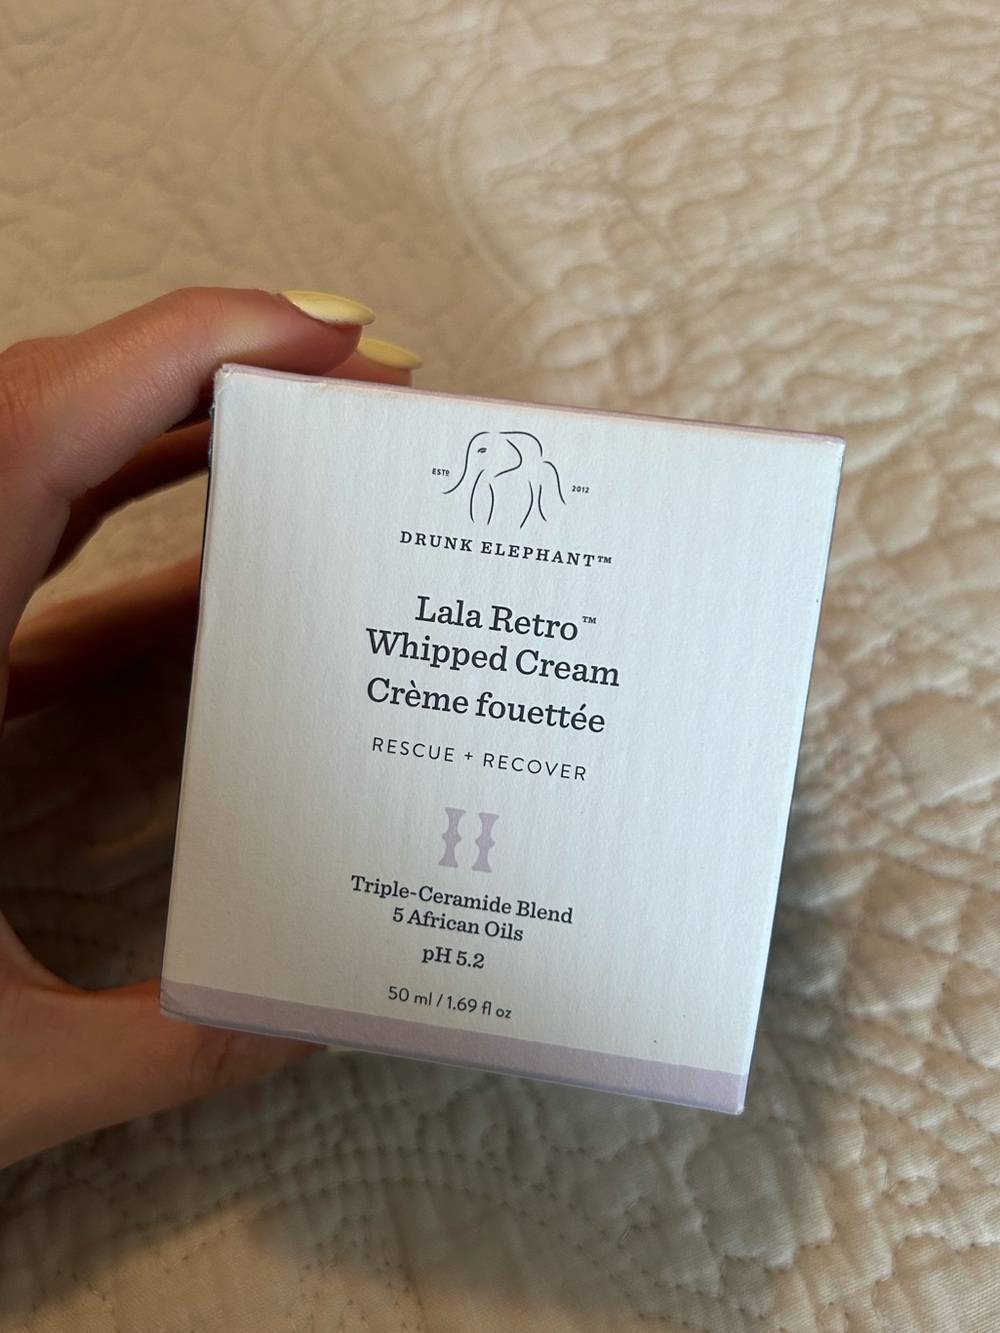 ESTD 2012
DRUNK ELEPHANT™
Lala Retro™
Whipped Cream
Crème fouettée
RESCUE + RECOVER
Triple-Ceramide Blend
5 African Oils
pH 5.2
50 ml / 1.69 fl oz